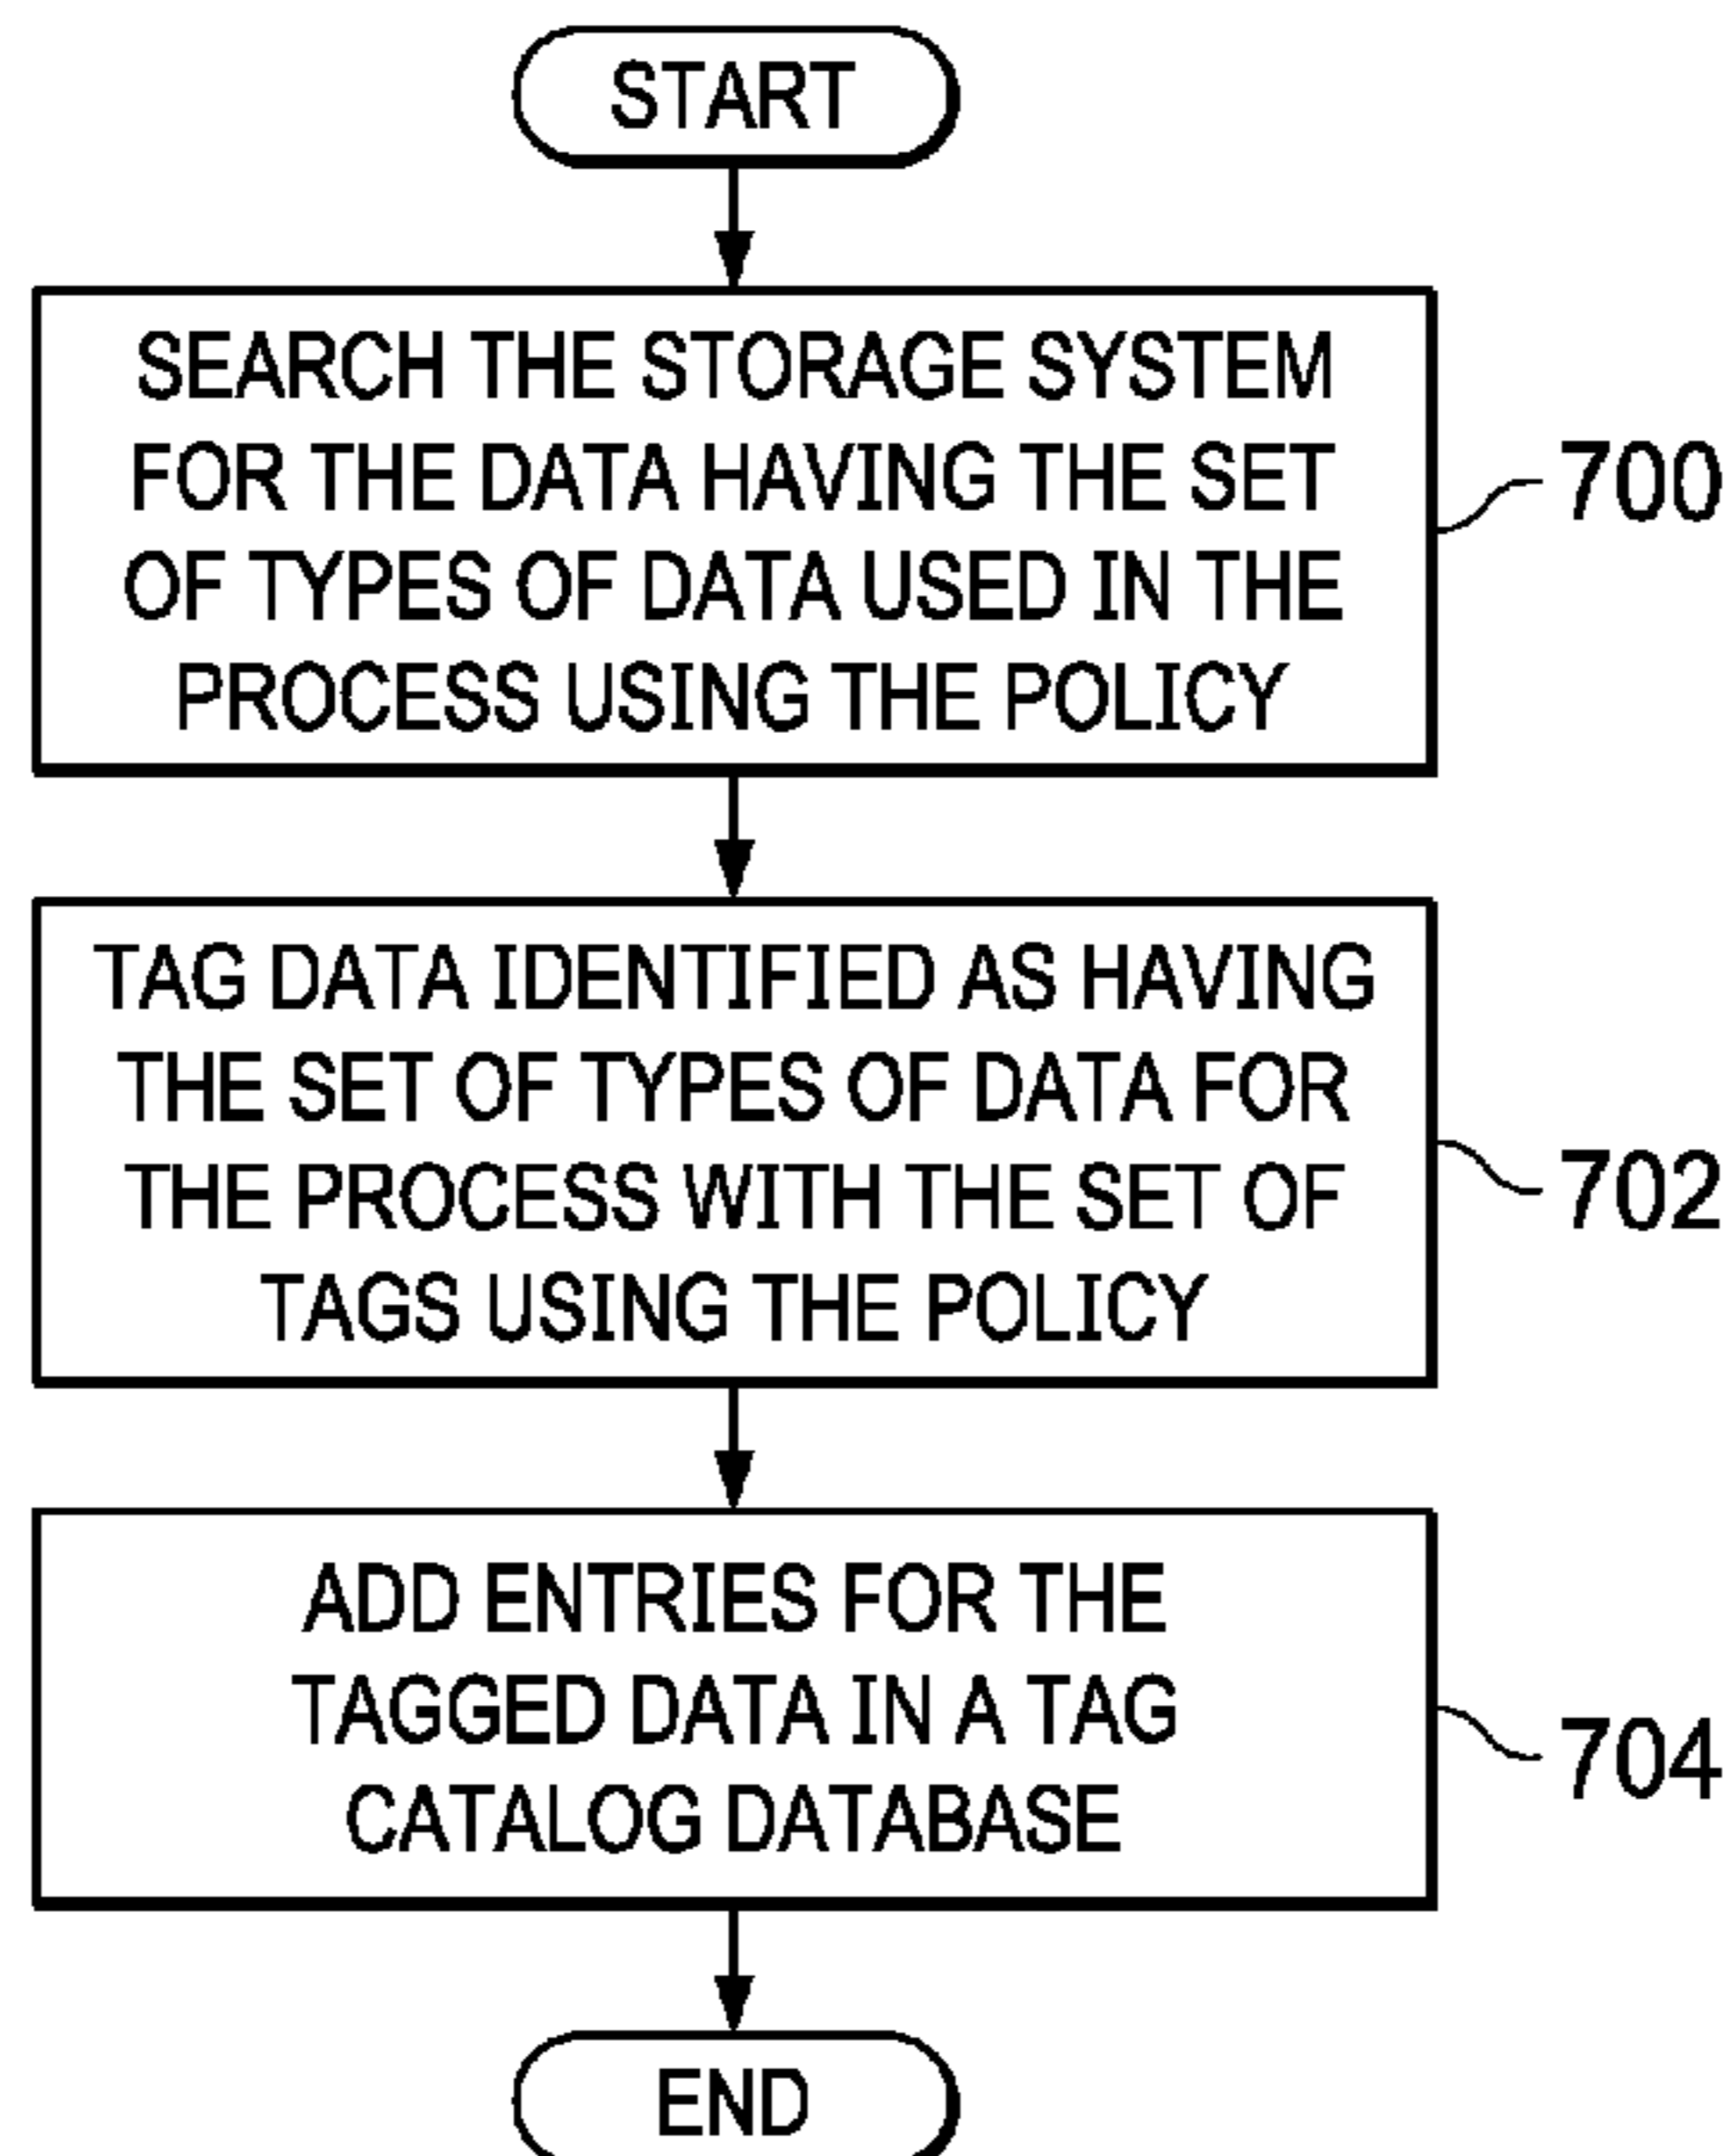 START
SEARCH THE STORAGE SYSTEM
FOR THE DATA HAVING THE SET
OF TYPES OF DATA USED IN THE
PROCESS USING THE POLICY
700
TAG DATA IDENTIFIED AS HAVING
THE SET OF TYPES OF DATA FOR
THE PROCESS WITH THE SET OF
TAGS USING THE POLICY
702
ADD ENTRIES FOR THE
TAGGED DATA IN A TAG
CATALOG DATABASE
704
END